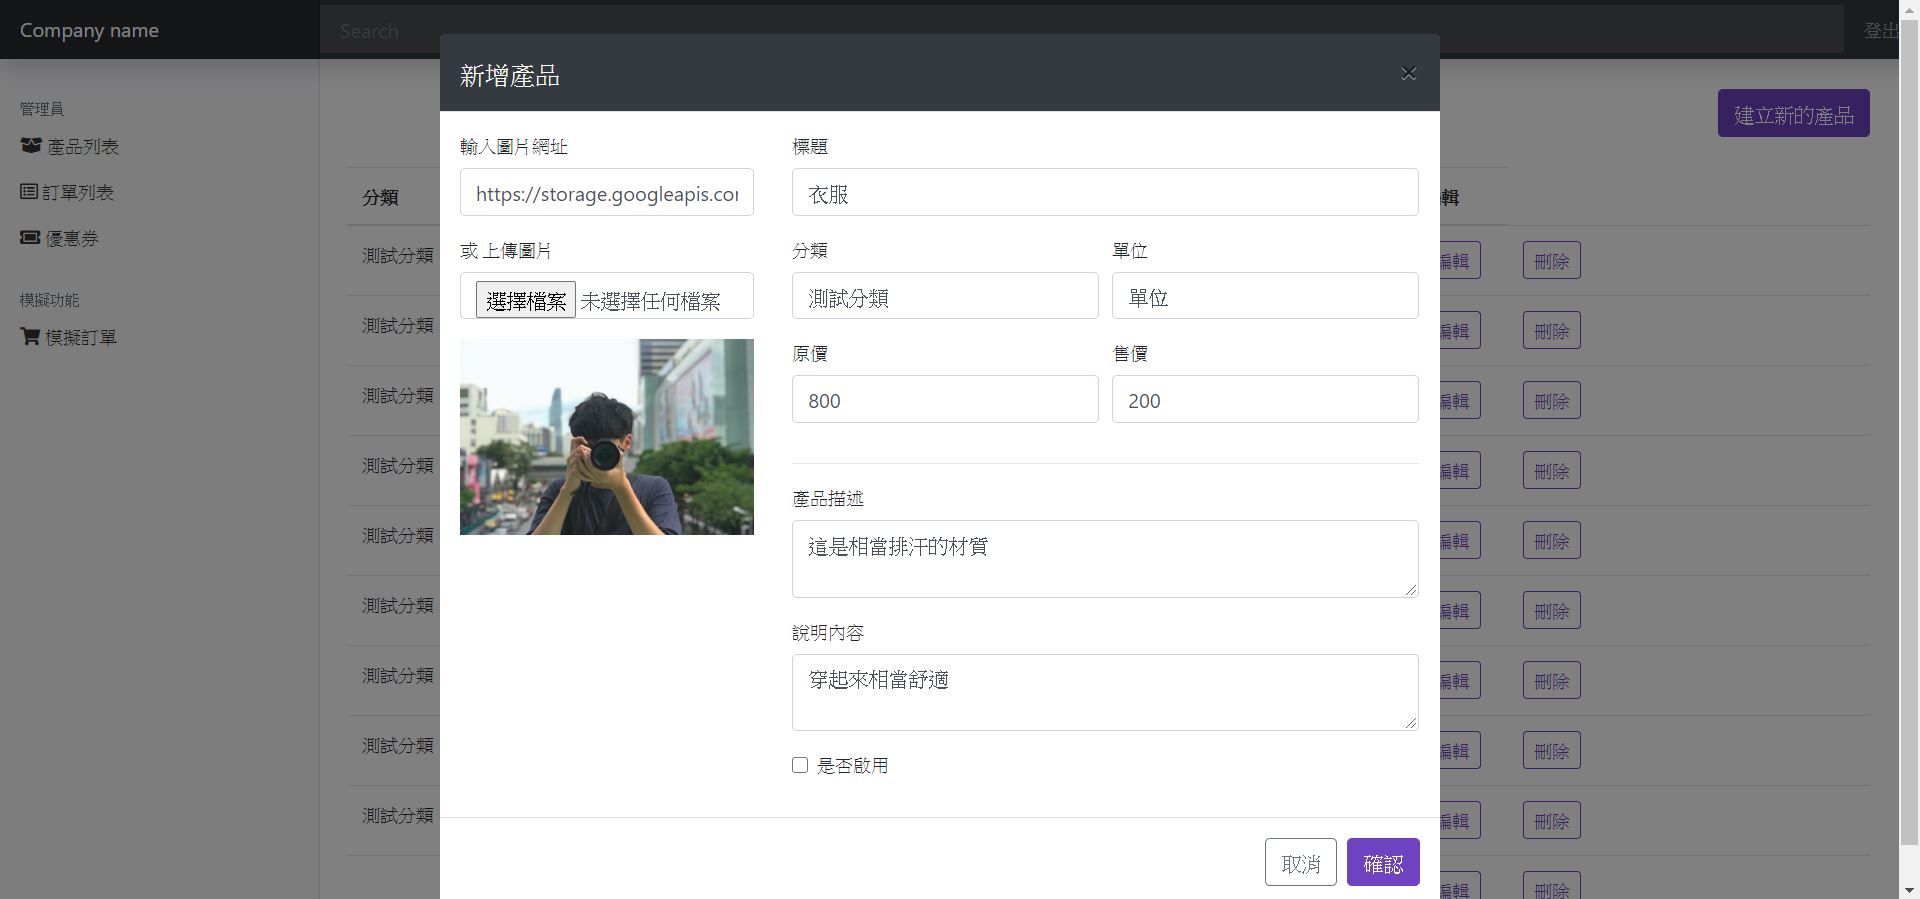 Company name
Search
登出
管理員
產品列表
訂單列表
優惠券
模擬功能
模擬訂單
建立新的產品
分類
輯
測試分類
編輯 刪除
測試分類
編輯 刪除
測試分類
編輯 刪除
測試分類
編輯 刪除
測試分類
編輯 刪除
測試分類
編輯 刪除
測試分類
編輯 刪除
測試分類
編輯 刪除
測試分類
編輯 刪除
編輯 刪除
新增產品
×
輸入圖片網址
https://storage.googleapis.co
或 上傳圖片
選擇檔案 未選擇任何檔案
標題
衣服
分類
單位
測試分類
單位
原價
售價
800
200
產品描述
這是相當排汗的材質
說明內容
穿起來相當舒適
是否啟用
取消
確認